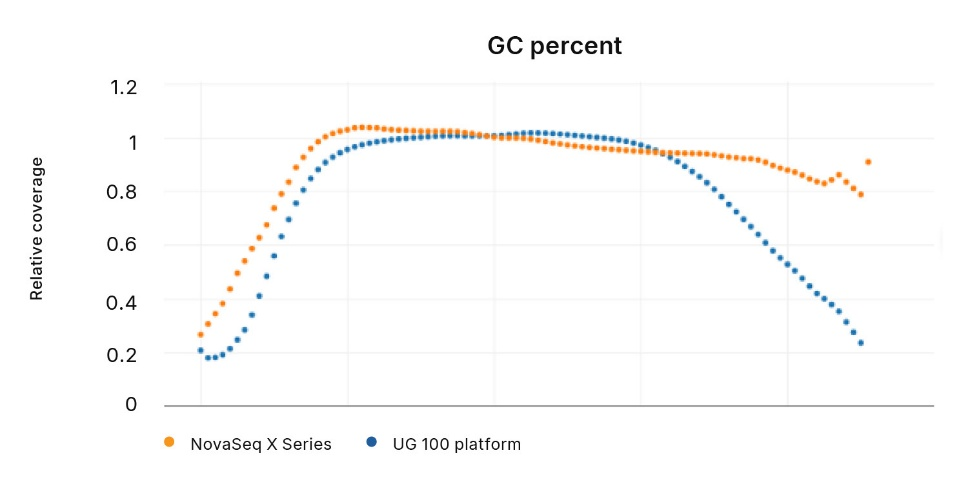 GC percent
Relative coverage
1.2
1
0.8
0.6
0.4
0.2
0
NovaSeq X Series
UG 100 platform